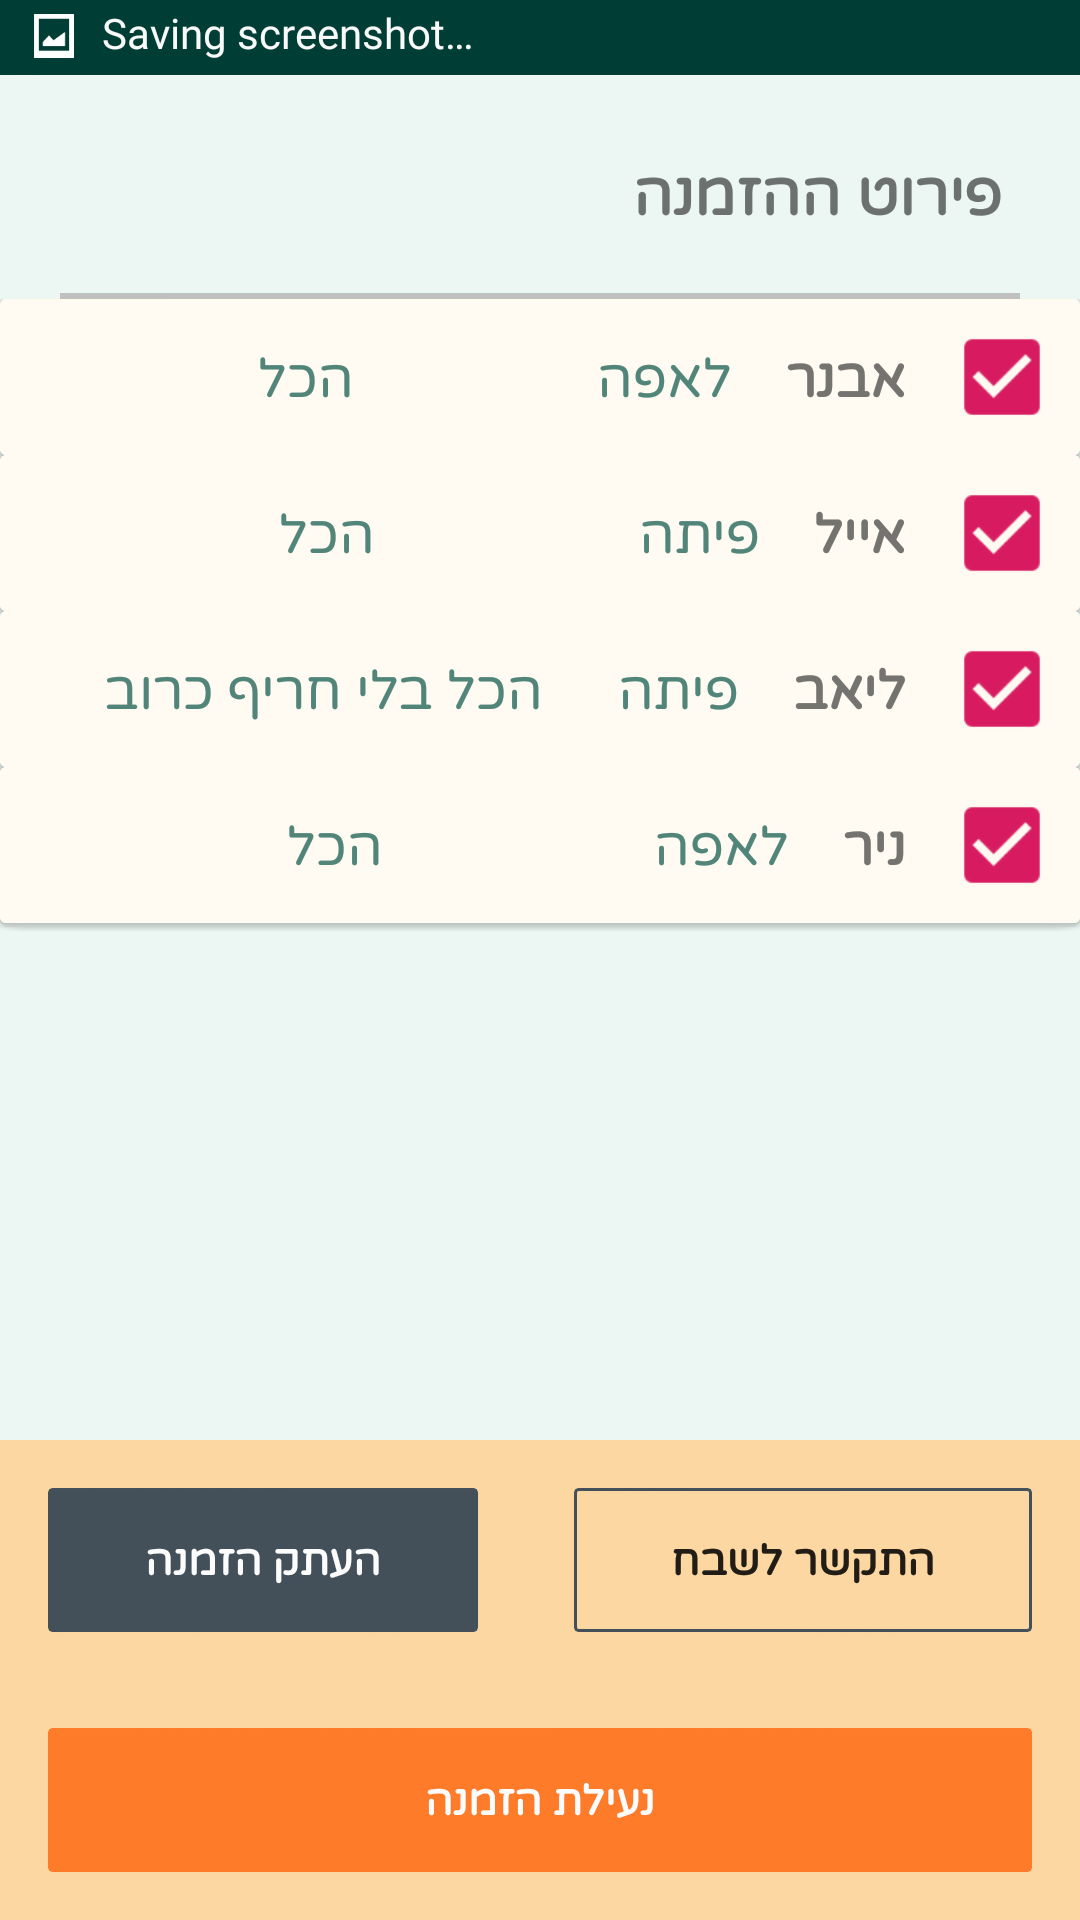 Saving screenshot...
פירוט ההזמנה
אבנר לאפה הכל
אייל פיתה הכל
ליאב פיתה הכל בלי חריף כרוב
ניר לאפה הכל
התקשר לשבח העתק הזמנה
נעילת הזמנה